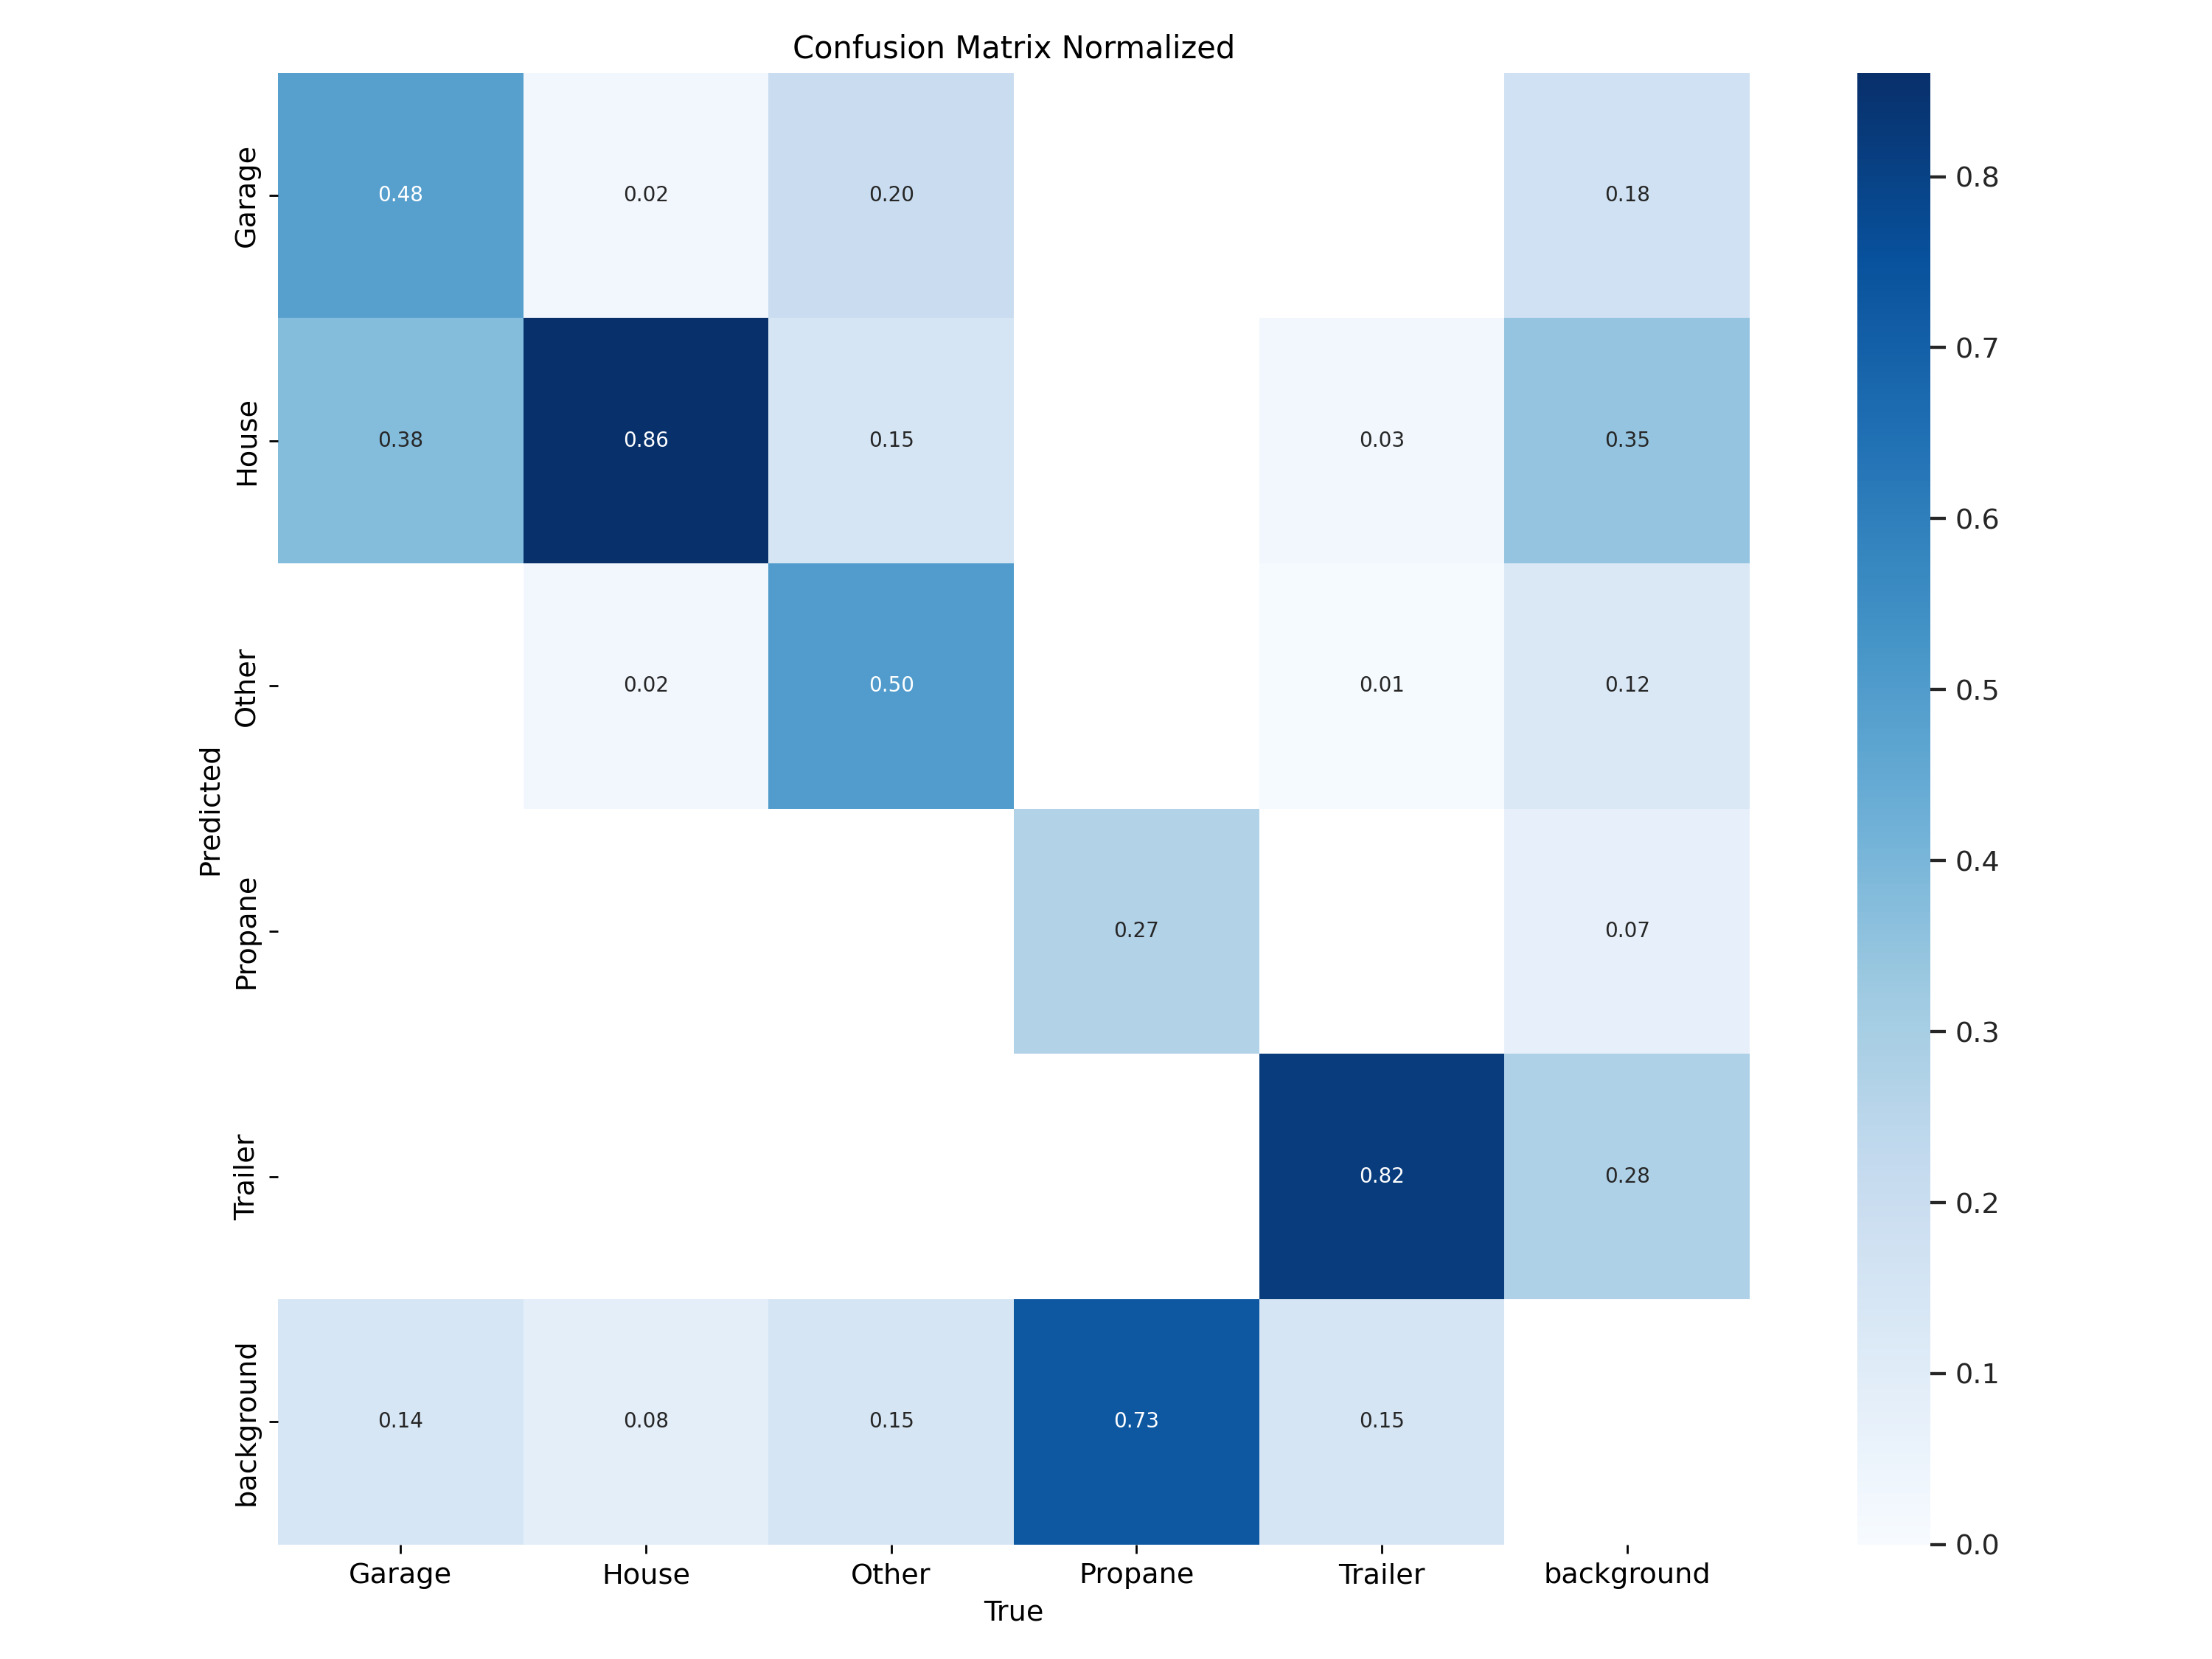 Confusion Matrix Normalized
Garage
0.48
0.02
0.20
0.18
House
0.38
0.86
0.15
0.03
0.35
Other
0.02
0.50
0.01
0.12
Propane
0.27
0.07
Trailer
0.82
0.28
background
0.14
0.08
0.15
0.73
0.15
Predicted
Garage
House
Other
Propane
Trailer
background
True
0.8
0.7
0.6
0.5
0.4
0.3
0.2
0.1
0.0